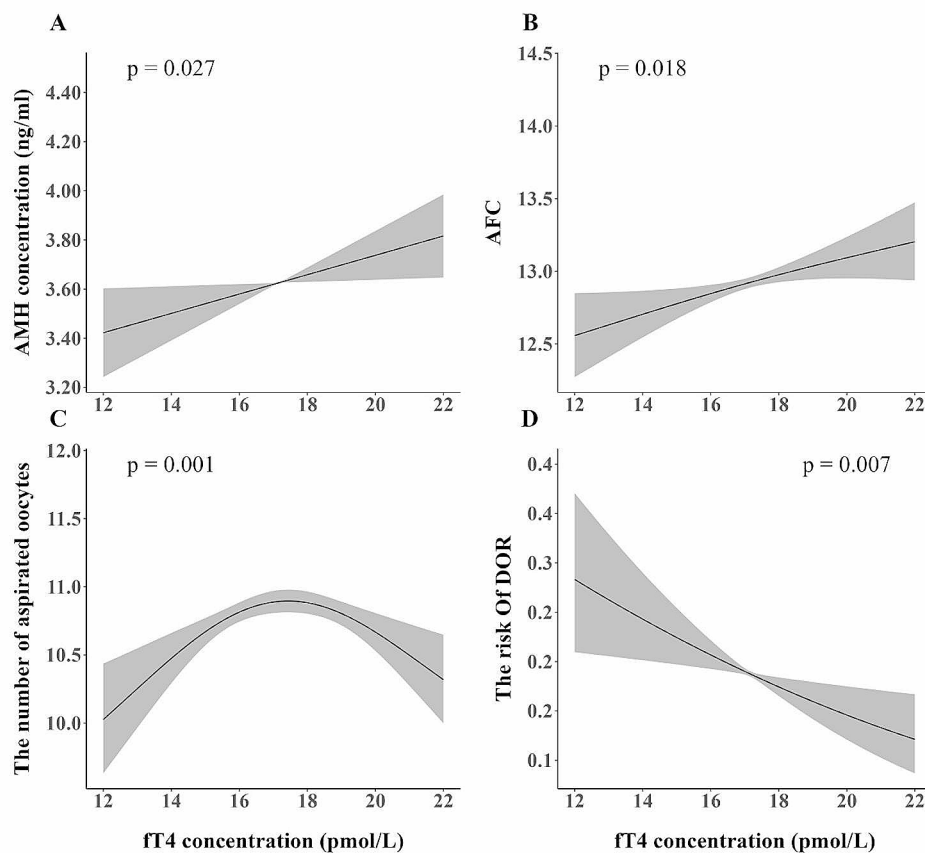 A
p = 0.027
AMH concentration (ng/ml)
4.40
4.20
4.00
3.80
3.60
3.40
3.20
12 14 16 18 20 22
B
p = 0.018
AFC
14.5
14.0
13.5
13.0
12.5
12 14 16 18 20 22
C
p = 0.001
The number of aspirated oocytes
12.0
11.5
11.0
10.5
10.0
12 14 16 18 20 22
fT4 concentration (pmol/L)
D
p = 0.007
The risk Of DOR
0.4
0.4
0.3
0.2
0.2
0.2
0.1
12 14 16 18 20 22
fT4 concentration (pmol/L)